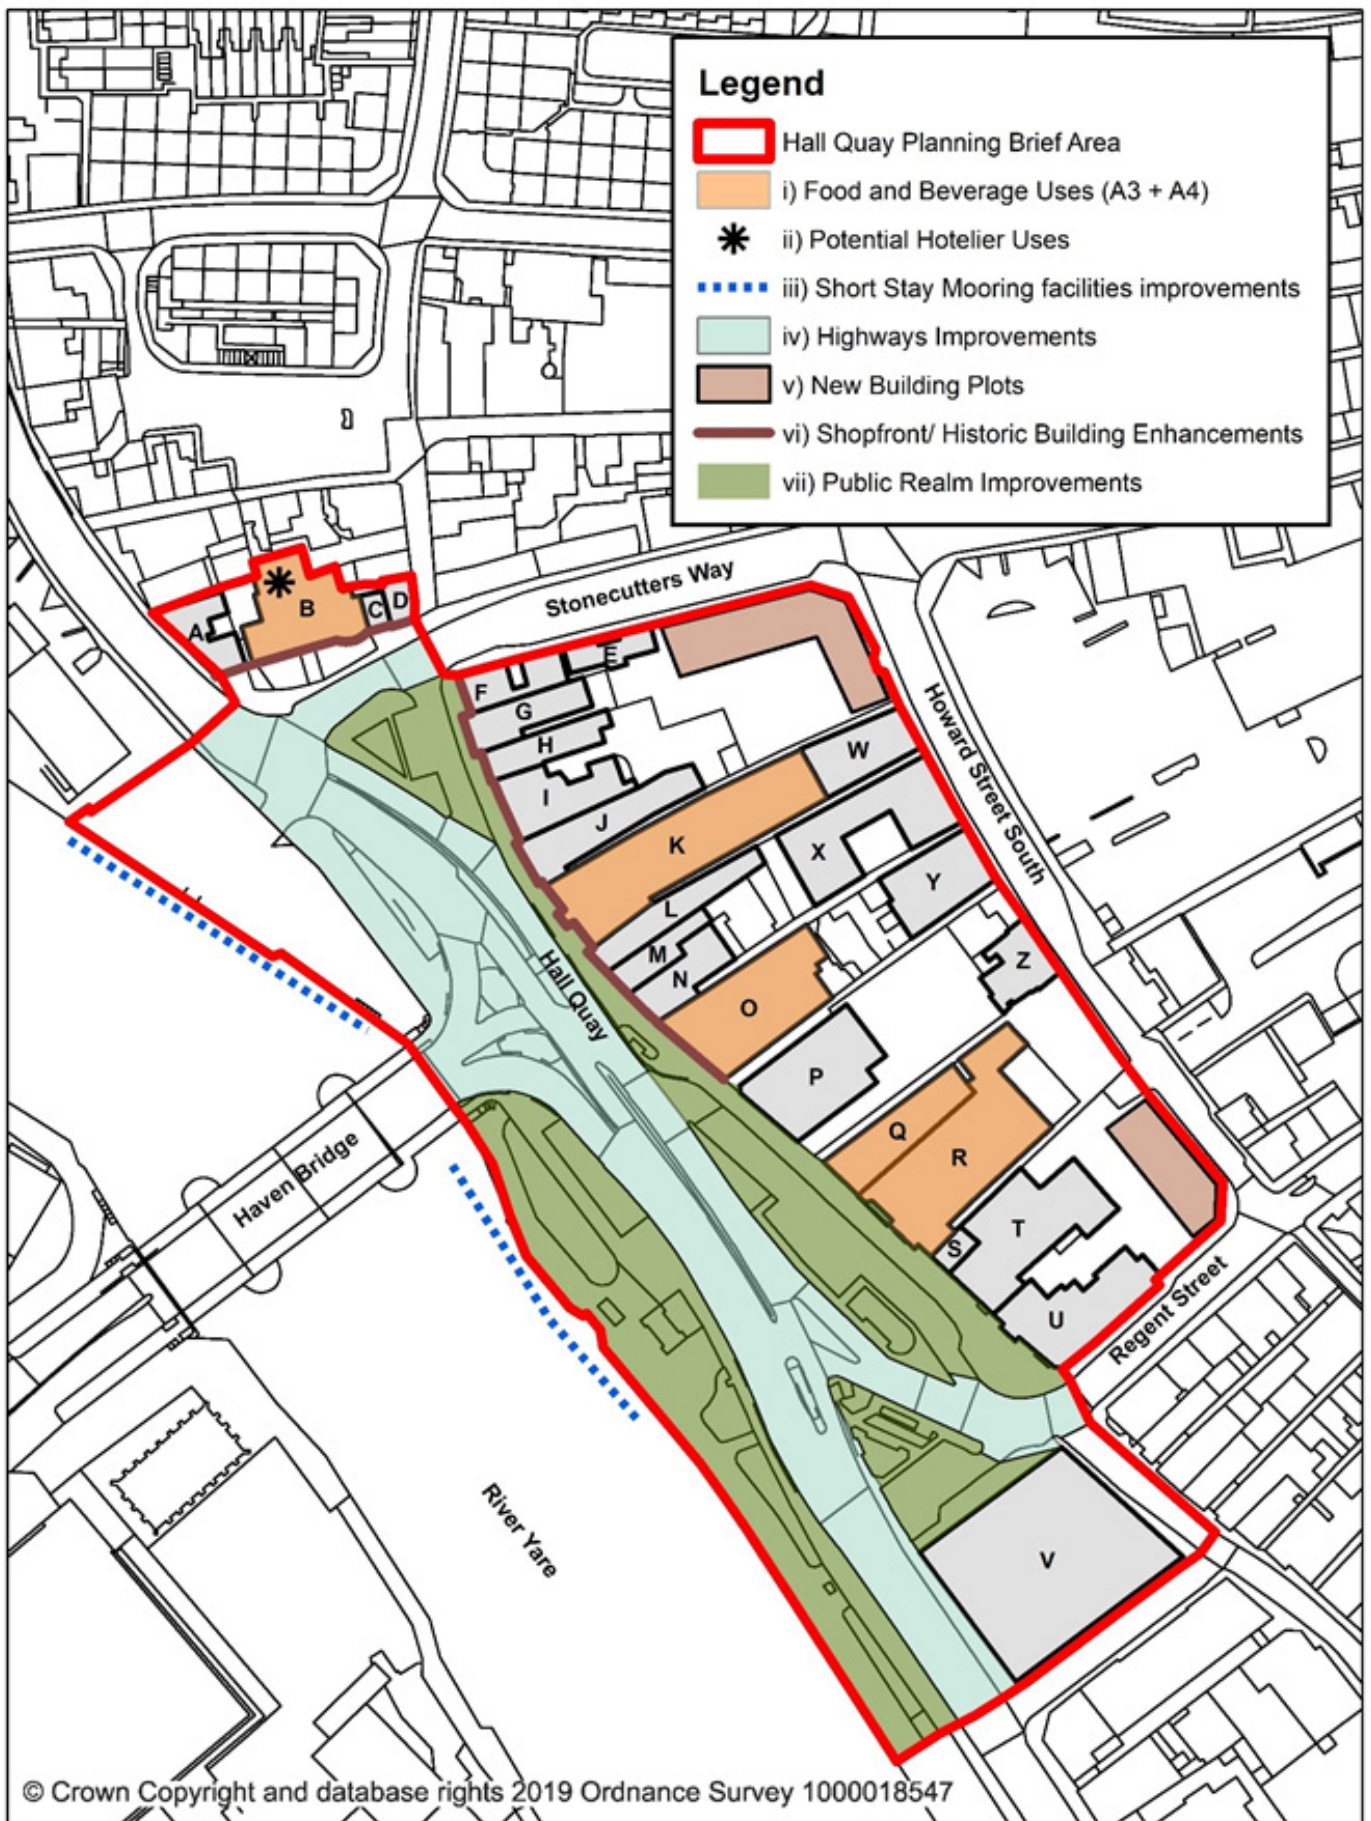 Legend
Hall Quay Planning Brief Area
i) Food and Beverage Uses (A3 + A4)
ii) Potential Hotelier Uses
iii) Short Stay Mooring facilities improvements
iv) Highways Improvements
v) New Building Plots
vi) Shopfront/ Historic Building Enhancements
vii) Public Realm Improvements
Stonecutters Way
A
B
C
D
E
F
G
H
I
J
K
W
Howard Street South
X
Y
L
M
N
Hall Quay
O
Z
P
Q
R
S
T
U
Haven Bridge
Regent Street
River Yare
V
© Crown Copyright and database rights 2019 Ordnance Survey 1000018547